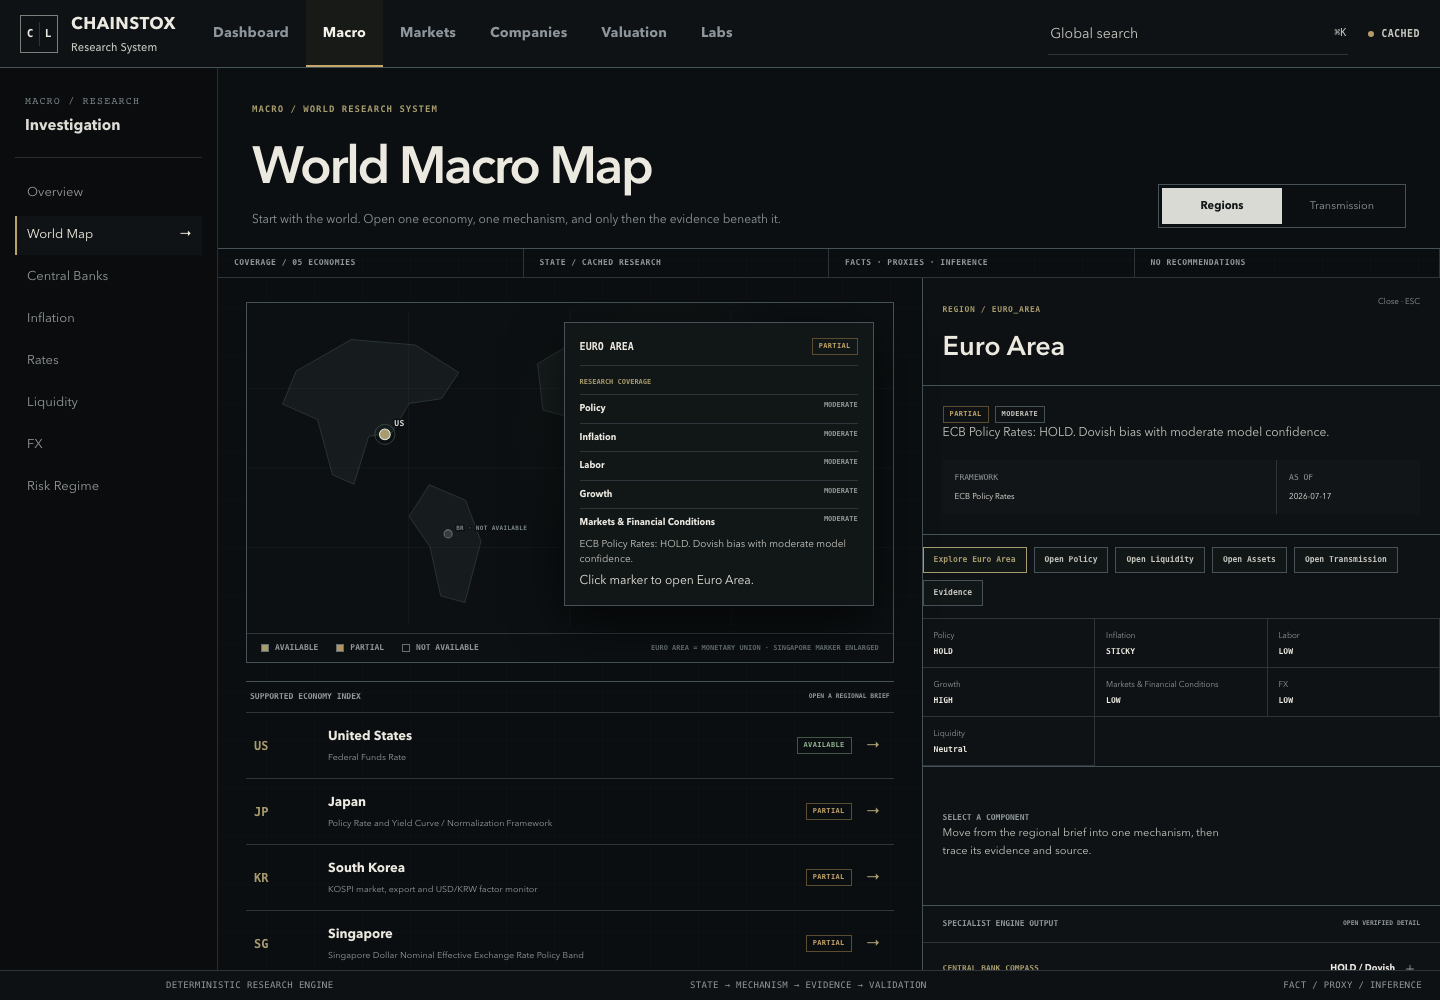 C L
CHAINSTOX
Research System
Dashboard
Macro
Markets
Companies
Valuation
Labs
Global search
⌘K
CACHED
MACRO / RESEARCH
Investigation
Overview
World Map →
Central Banks
Inflation
Rates
Liquidity
FX
Risk Regime
MACRO / WORLD RESEARCH SYSTEM
World Macro Map
Start with the world. Open one economy, one mechanism, and only then the evidence beneath it.
Regions
Transmission
COVERAGE / 05 ECONOMIES
STATE / CACHED RESEARCH
FACTS · PROXIES · INFERENCE
NO RECOMMENDATIONS
US
BR · NOT AVAILABLE
EURO AREA
PARTIAL
RESEARCH COVERAGE
Policy MODERATE
Inflation MODERATE
Labor MODERATE
Growth MODERATE
Markets & Financial Conditions MODERATE
ECB Policy Rates: HOLD. Dovish bias with moderate model
confidence.
Click marker to open Euro Area.
AVAILABLE
PARTIAL
NOT AVAILABLE
EURO AREA = MONETARY UNION · SINGAPORE MARKER ENLARGED
SUPPORTED ECONOMY INDEX
OPEN A REGIONAL BRIEF
US
United States
Federal Funds Rate
AVAILABLE →
JP
Japan
Policy Rate and Yield Curve / Normalization Framework
PARTIAL →
KR
South Korea
KOSPI market, export and USD/KRW factor monitor
PARTIAL →
SG
Singapore
Singapore Dollar Nominal Effective Exchange Rate Policy Band
PARTIAL →
REGION / EURO_AREA
Close · ESC
Euro Area
PARTIAL
MODERATE
ECB Policy Rates: HOLD. Dovish bias with moderate model confidence.
FRAMEWORK
ECB Policy Rates
AS OF
2026-07-17
Explore Euro Area
Open Policy
Open Liquidity
Open Assets
Open Transmission
Evidence
Policy
HOLD
Inflation
STICKY
Labor
LOW
Growth
HIGH
Markets & Financial Conditions
LOW
FX
LOW
Liquidity
Neutral
SELECT A COMPONENT
Move from the regional brief into one mechanism, then
trace its evidence and source.
SPECIALIST ENGINE OUTPUT
OPEN VERIFIED DETAIL
CENTRAL BANK COMPASS
HOLD / Dovish +
DETERMINISTIC RESEARCH ENGINE
STATE → MECHANISM → EVIDENCE → VALIDATION
FACT / PROXY / INFERENCE